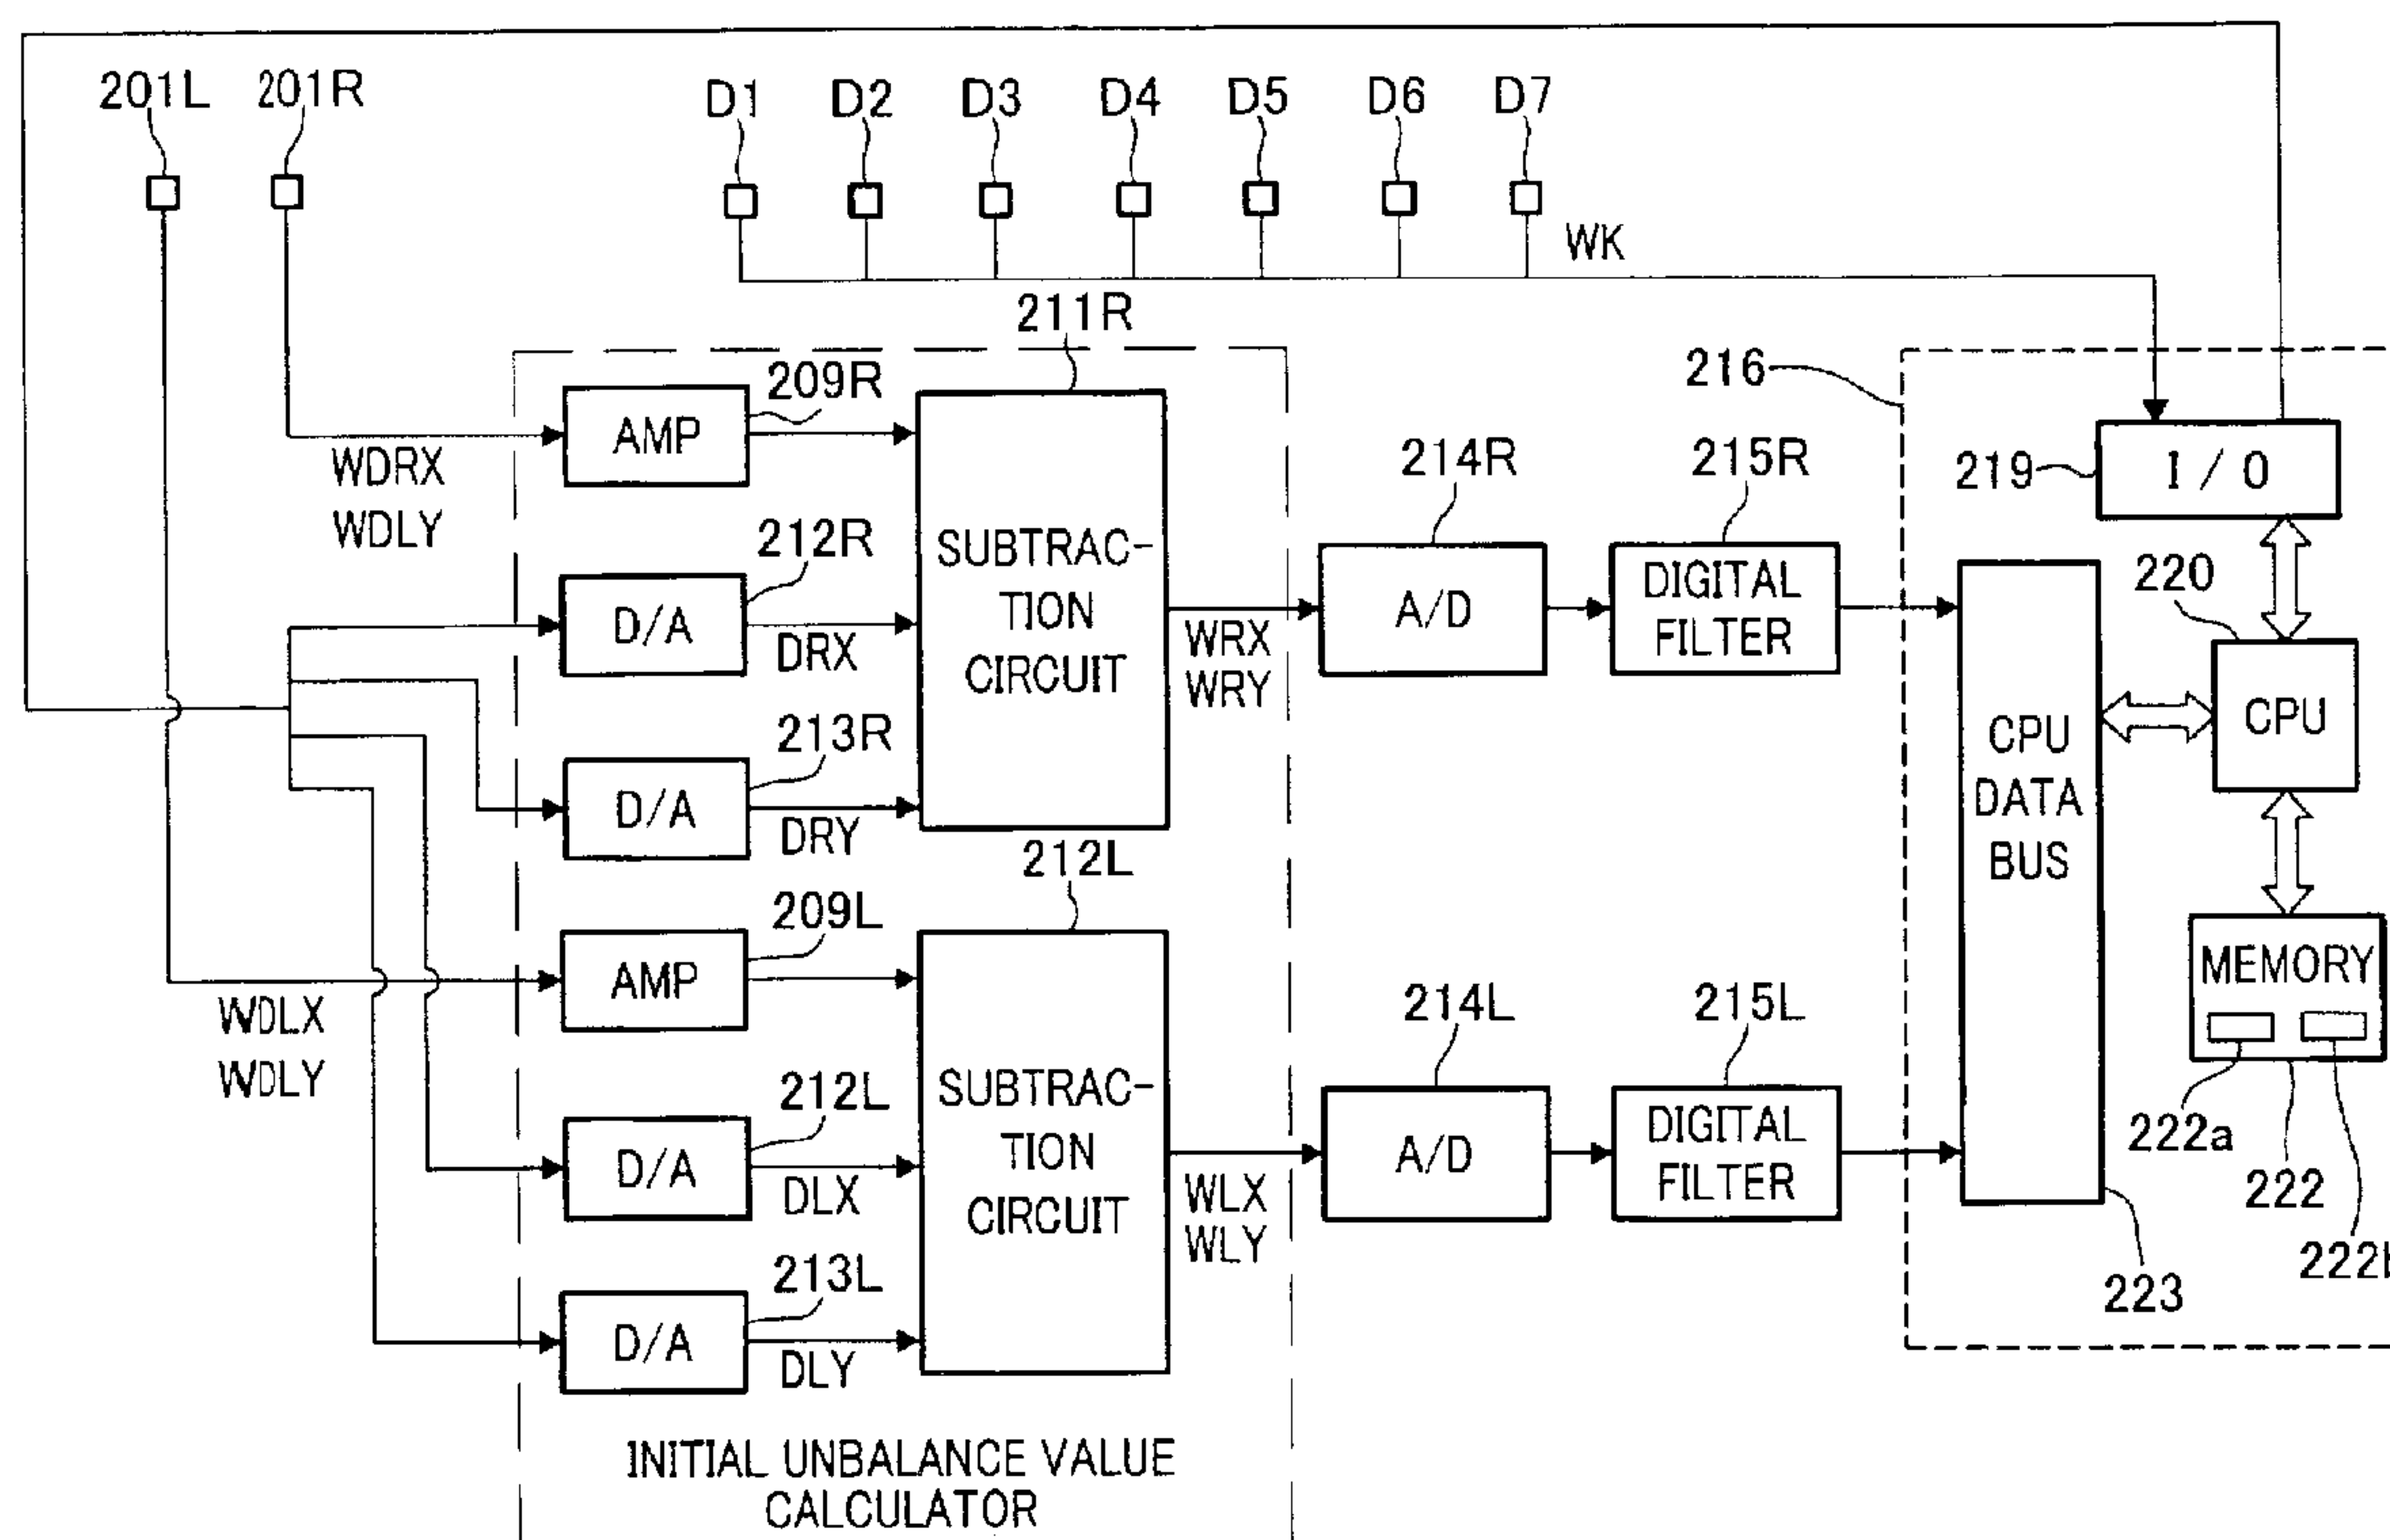 201L 201R D1 D2 D3 D4 D5 D6 D7
WK
211R
216
209R
AMP
WDRX
WDLY
219
I/O
214R
215R
212R
SUBTRAC-
TION
CIRCUIT
D/A
DRX
WRX
WRY
A/D
DIGITAL
FILTER
220
CPU
CPU
DATA
BUS
213R
D/A
DRY
212L
209L
AMP
WDLX
WDLY
MEMORY
214L
215L
212L
SUBTRAC-
TION
CIRCUIT
D/A
DLX
WLX
WLY
A/D
DIGITAL
FILTER
222a
222
223
213L
D/A
DLY
INITIAL UNBALANCE VALUE
CALCULATOR